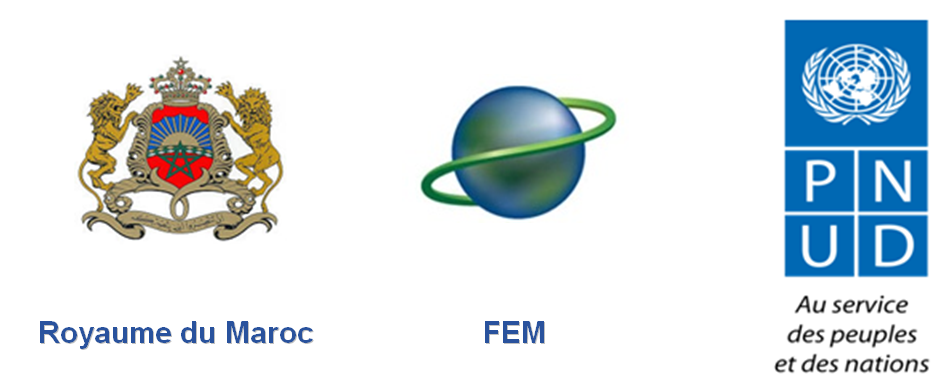 Royaume du Maroc
FEM
P N
U D
Au service
des peuples
et des nations